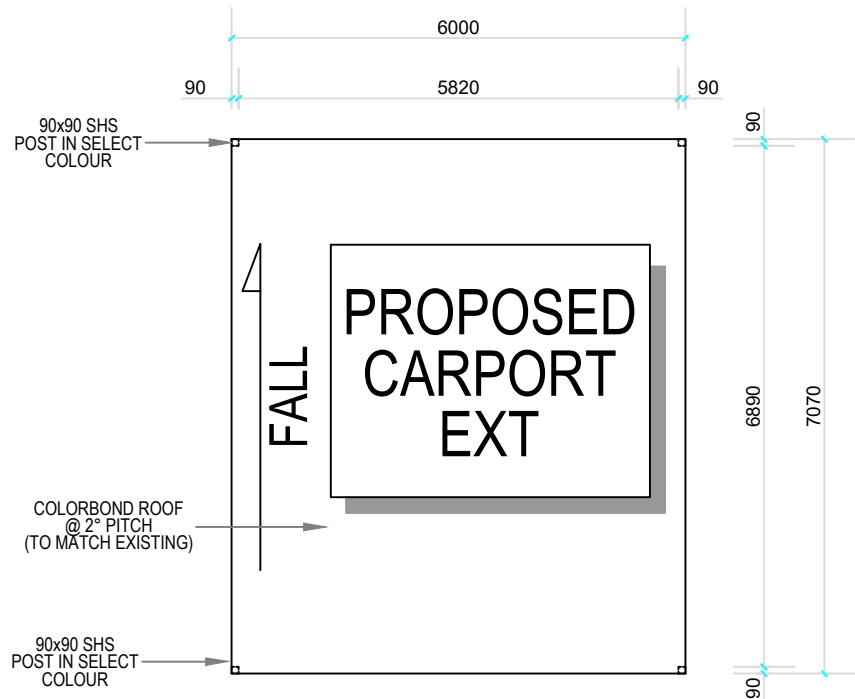 6000
90
5820
90
90x90 SHS
POST IN SELECT
COLOUR
90
PROPOSED
CARPORT
EXT
FALL
6890
7070
COLORBOND ROOF
@ 2° PITCH
(TO MATCH EXISTING)
90x90 SHS
POST IN SELECT
COLOUR
90